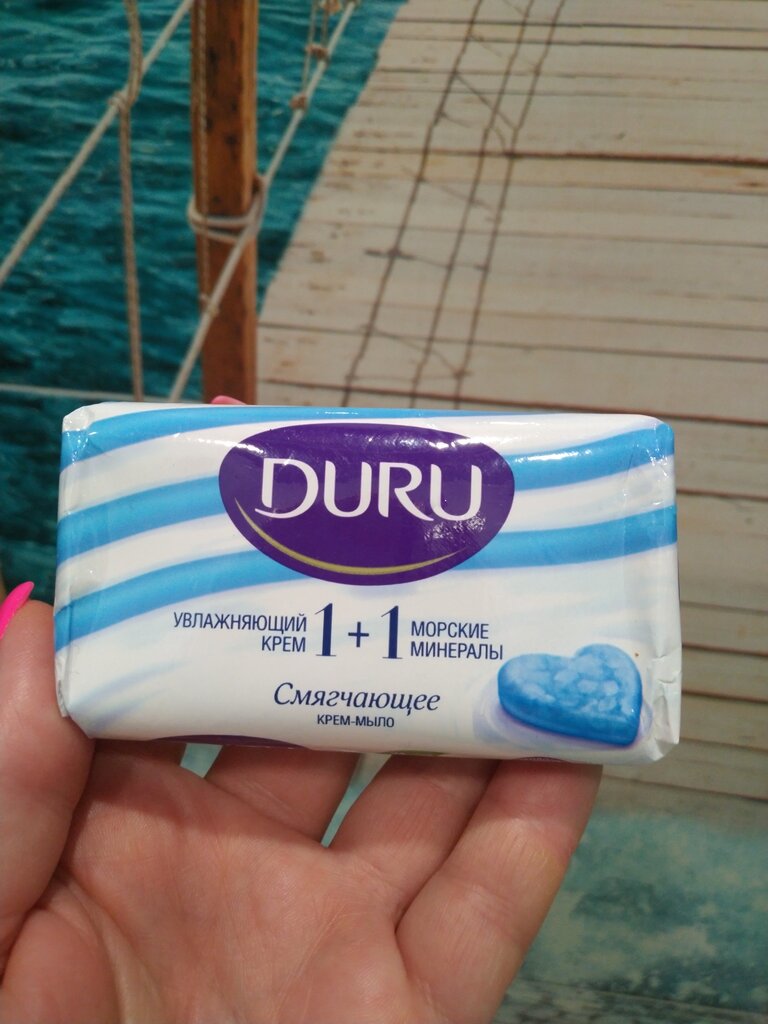 DURU
УВЛАЖНЯЮЩИЙ
КРЕМ
1+1
МОРСКИЕ
МИНЕРАЛЫ
Смягчающее
КРЕМ-МЫЛО